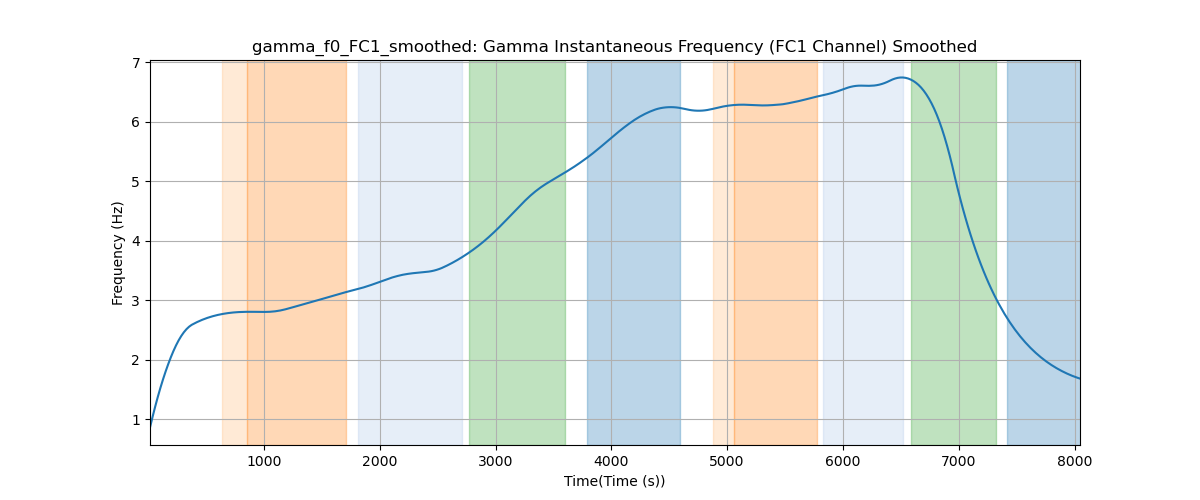 gamma_f0_FC1_smoothed: Gamma Instantaneous Frequency (FC1 Channel) Smoothed
7
6
5
4
3
2
1
Frequency (Hz)
1000 2000 3000 4000 5000 6000 7000 8000
Time(Time (s))